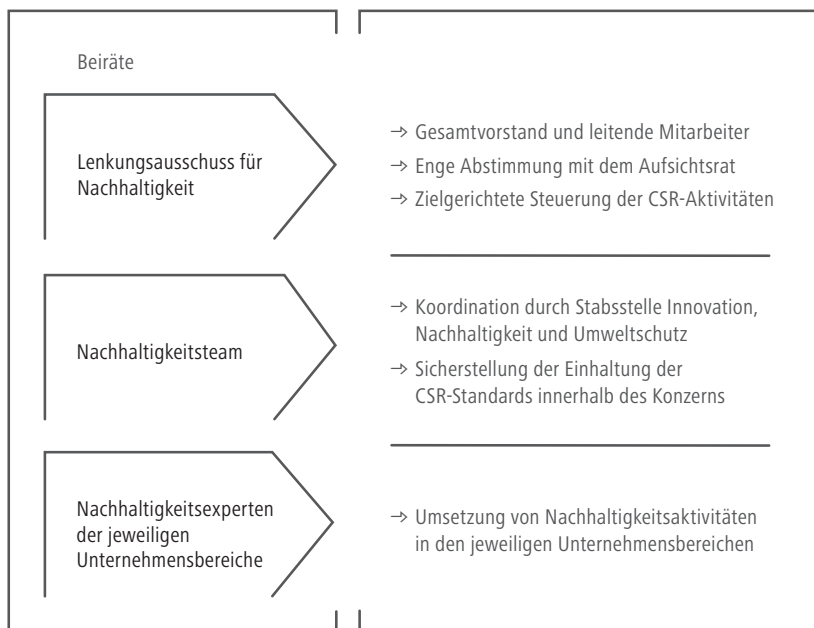 Beiräte
Lenkungsausschuss für
Nachhaltigkeit
→ Gesamtvorstand und leitende Mitarbeiter
→ Enge Abstimmung mit dem Aufsichtsrat
→ Zielgerichtete Steuerung der CSR-Aktivitäten
Nachhaltigkeitsteam
→ Koordination durch Stabsstelle Innovation,
Nachhaltigkeit und Umweltschutz
→ Sicherstellung der Einhaltung der
CSR-Standards innerhalb des Konzerns
Nachhaltigkeitsexperten
der jeweiligen
Unternehmensbereiche
→ Umsetzung von Nachhaltigkeitsaktivitäten
in den jeweiligen Unternehmensbereichen